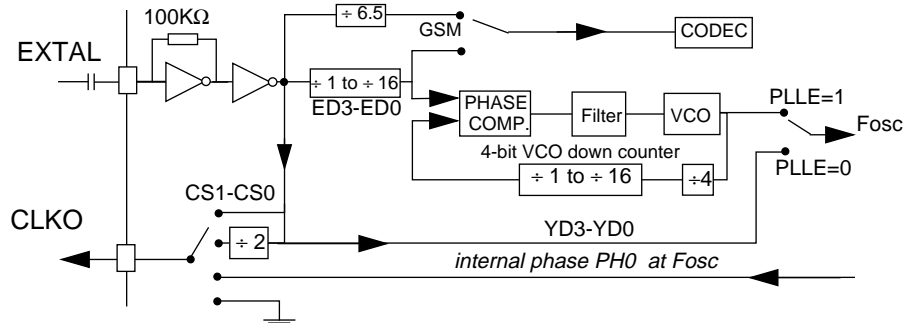 100KΩ
EXTAL
÷ 6.5
GSM
CODEC
÷ 1 to ÷ 16
ED3-ED0
PHASE
COMP.
Filter
VCO
PLLE=1
Fosc
PLLE=0
4-bit VCO down counter
÷ 1 to ÷ 16
÷4
CS1-CS0
CLKO
÷ 2
YD3-YD0
internal phase PH0 at Fosc